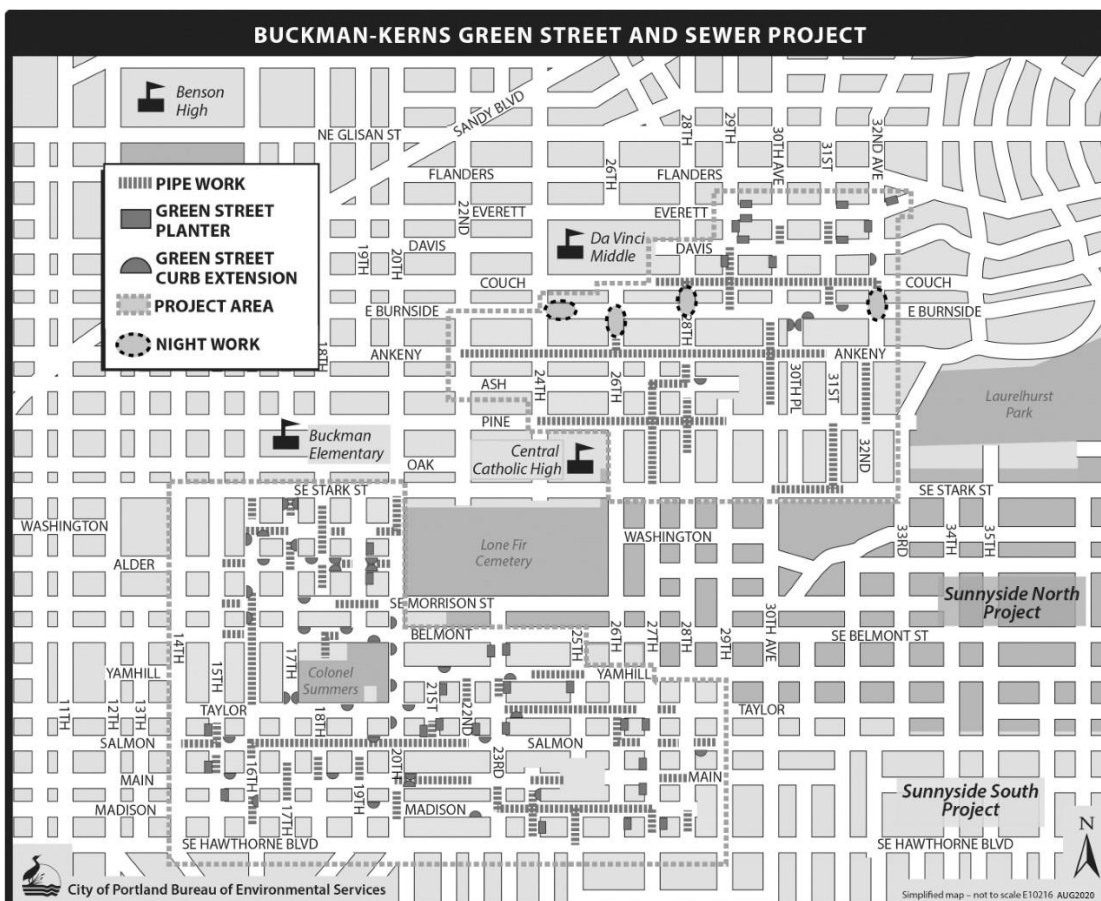 BUCKMAN-KERNS GREEN STREET AND SEWER PROJECT
Benson
High
NE GLISAN ST
SANDY BLVD
28TH
29TH
30TH AVE
31ST
32ND AVE
26TH
FLANDERS
FLANDERS
PIPE WORK
GREEN STREET
PLANTER
GREEN STREET
CURB EXTENSION
PROJECT AREA
NIGHT WORK
22ND
EVERETT
EVERETT
19TH
20TH
DAVIS
Da Vinci
Middle
DAVIS
COUCH
COUCH
E BURNSIDE
E BURNSIDE
18TH
28TH
ANKENY
ANKENY
ASH
24TH
26TH
30TH PL
31ST
Laurelhurst
Park
PINE
Buckman
Elementary
Central
Catholic High
32ND
OAK
SE STARK ST
SE STARK ST
WASHINGTON
WASHINGTON
Lone Fir
Cemetery
33RD
34TH
35TH
ALDER
SE MORRISON ST
Sunnyside North
Project
14TH
BELMONT
25TH
26TH
27TH
28TH
29TH
30TH AVE
SE BELMONT ST
15TH
17TH
YAMHILL
Colonel
Summers
YAMHILL
11TH
12TH
13TH
TAYLOR
18TH
21ST
22ND
TAYLOR
SALMON
SALMON
MAIN
16TH
17TH
19TH
20TH
23RD
MAIN
MADISON
MADISON
Sunnyside South
Project
SE HAWTHORNE BLVD
SE HAWTHORNE BLVD
N
City of Portland Bureau of Environmental Services
Simplified map – not to scale E10216 AUG2020